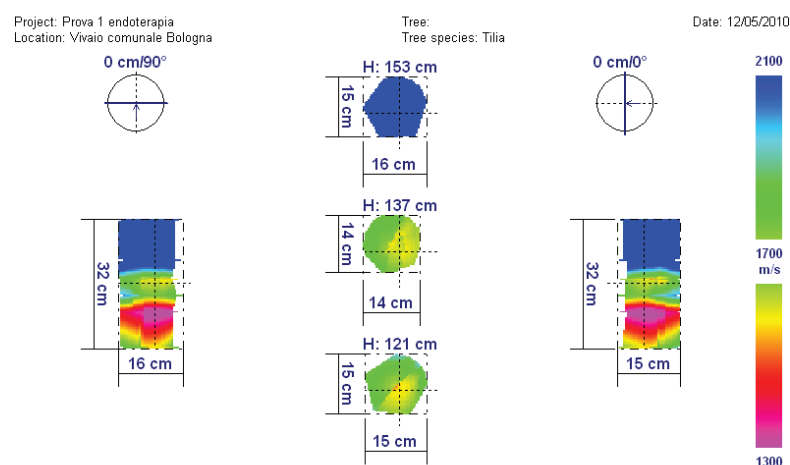 Project: Prova 1 endoterapia
Location: Vivaio comunale Bologna
Tree:
Tree species: Tilia
Date: 12/05/2010
0 cm/90°
32 cm
16 cm
H: 153 cm
15 cm
16 cm
H: 137 cm
14 cm
14 cm
H: 121 cm
15 cm
15 cm
0 cm/0°
32 cm
15 cm
2100
1700
m/s
1300